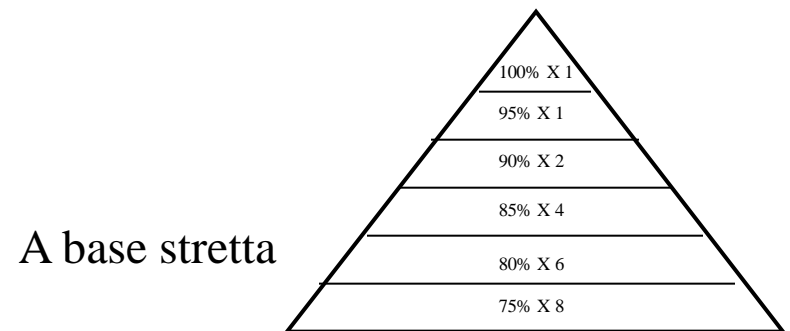 100% X 1
95% X 1
90% X 2
85% X 4
A base stretta
80% X 6
75% X 8